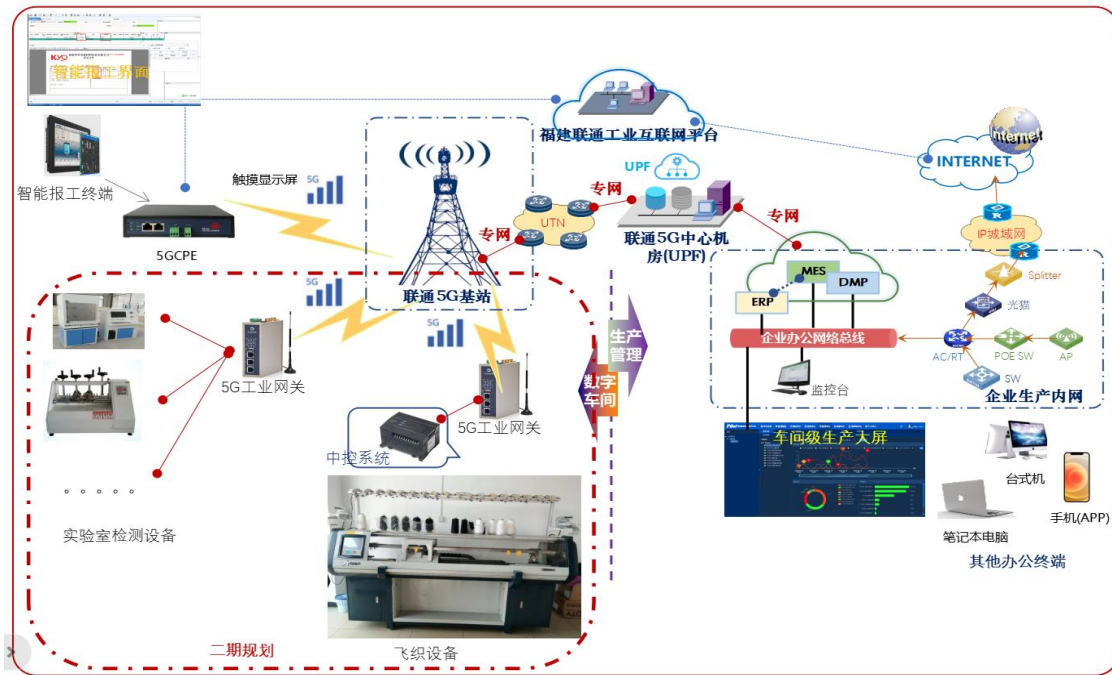 KYD
智能报工界面
智能报工终端
5GCPE
触摸显示屏
5G
福建联通工业互联网平台
INTERNET
Internet
UPF
专网
UTN
专网
专网
联通5G中心机
房(UPF)
专网
联通5G基站
R
IP城域网
R
Splitter
光猫
MES
DMP
ERP
企业办公网络总线
AC/RT
POE SW
AP
SW
监控台
企业生产内网
5G
5G
5G工业网关
5G工业网关
中控系统
生产
管理
数字
车间
。。。。。
实验室检测设备
二期规划
飞织设备
车间级生产大屏
台式机
笔记本电脑
手机(APP)
其他办公终端